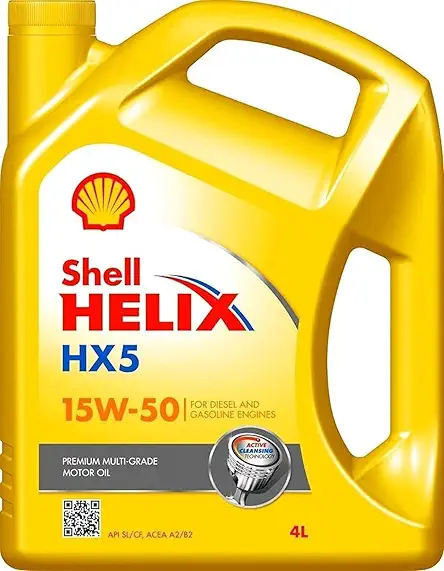 Shell
HELIX
HX5
15W-50
FOR DIESEL AND
GASOLINE ENGINES
ACTIVE
CLEANSING
TECHNOLOGY
PREMIUM MULTI-GRADE
MOTOR OIL
API SL/CF, ACEA A2/B2
4L